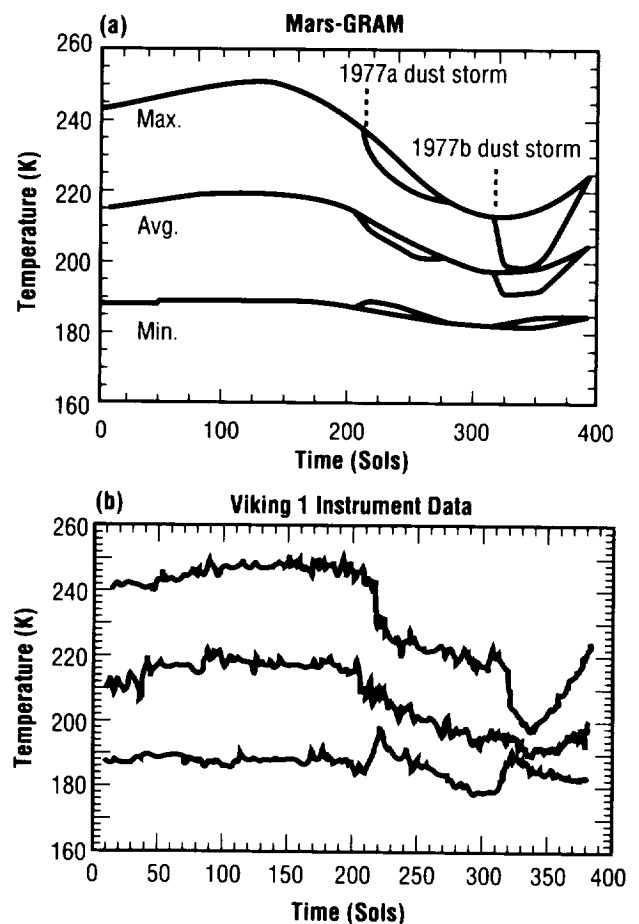 (a) Mars-GRAM
260
240
220
200
180
160
Temperature (K)
1977a dust storm
1977b dust storm
Max.
Avg.
Min.
0 100 200 300 400
Time (Sols)
(b) Viking 1 Instrument Data
260
240
220
200
180
160
Temperature (K)
0 50 100 150 200 250 300 350 400
Time (Sols)